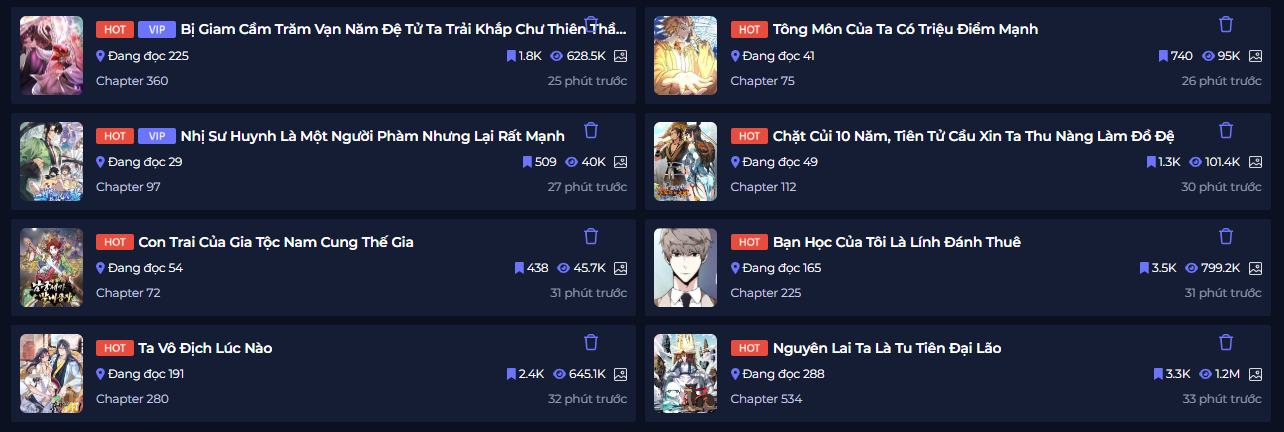 HOT VIP Bị Giam Cầm Trăm Vạn Năm Đệ Tử Ta Trải Khắp Chư Thiên Thầ...
Đang đọc 225 1.8K 628.5K
Chapter 360 25 phút trước
HOT Tông Môn Của Ta Có Triệu Điểm Mạnh
Đang đọc 41 740 95K
Chapter 75 26 phút trước
HOT VIP Nhị Sư Huynh Là Một Người Phàm Nhưng Lại Rất Mạnh
Đang đọc 29 509 40K
Chapter 97 27 phút trước
HOT Chặt Củi 10 Năm, Tiên Tử Cầu Xin Ta Thu Nàng Làm Đồ Đệ
Đang đọc 49 1.3K 101.4K
Chapter 112 30 phút trước
HOT Con Trai Của Gia Tộc Nam Cung Thế Gia
Đang đọc 54 438 45.7K
Chapter 72 31 phút trước
HOT Bạn Học Của Tôi Là Lính Đánh Thuê
Đang đọc 165 3.5K 799.2K
Chapter 225 31 phút trước
HOT Ta Vô Địch Lúc Nào
Đang đọc 191 2.4K 645.1K
Chapter 280 32 phút trước
HOT Nguyên Lai Ta Là Tu Tiên Đại Lão
Đang đọc 288 3.3K 1.2M
Chapter 534 33 phút trước